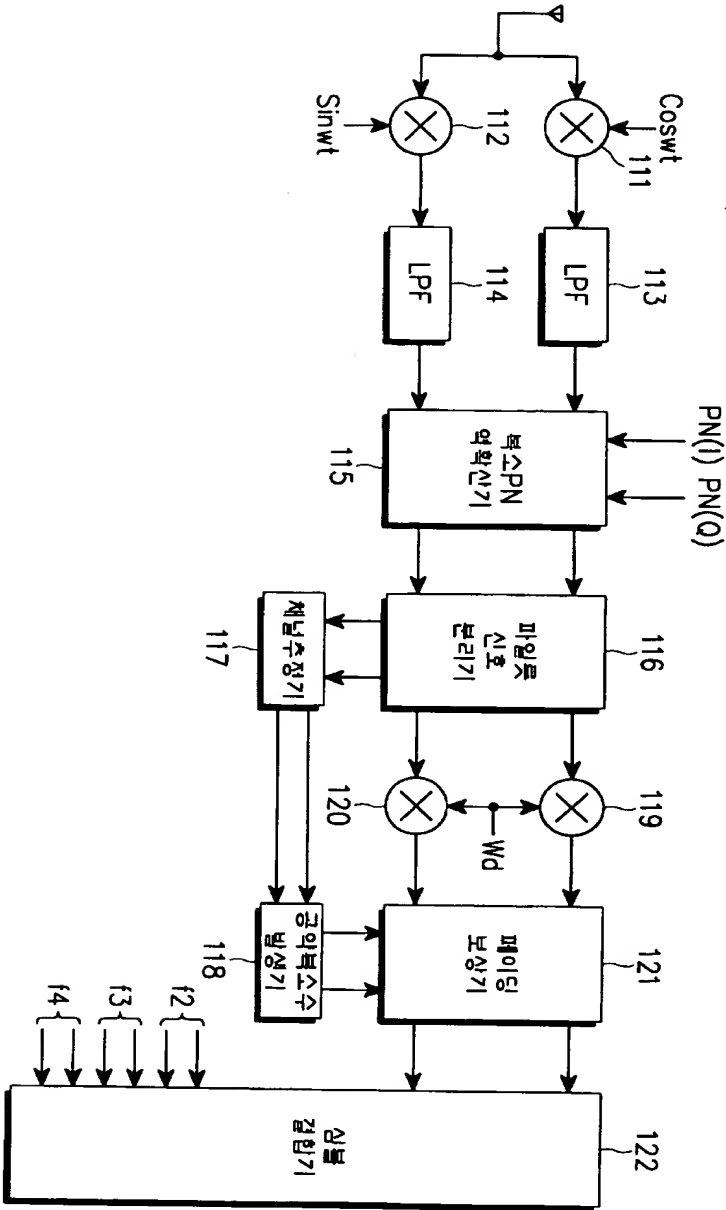 Coswt
111
112
Sinwt
113
LPF
LPF
114
PN(I) PN(Q)
복소PN
역확산기
115
116
파일롯
신호
분리기
채널추정기
117
119
Wd
120
121
페이딩
보상기
공액복소수
발생기
118
f2
f3
f4
심볼
결합기
122